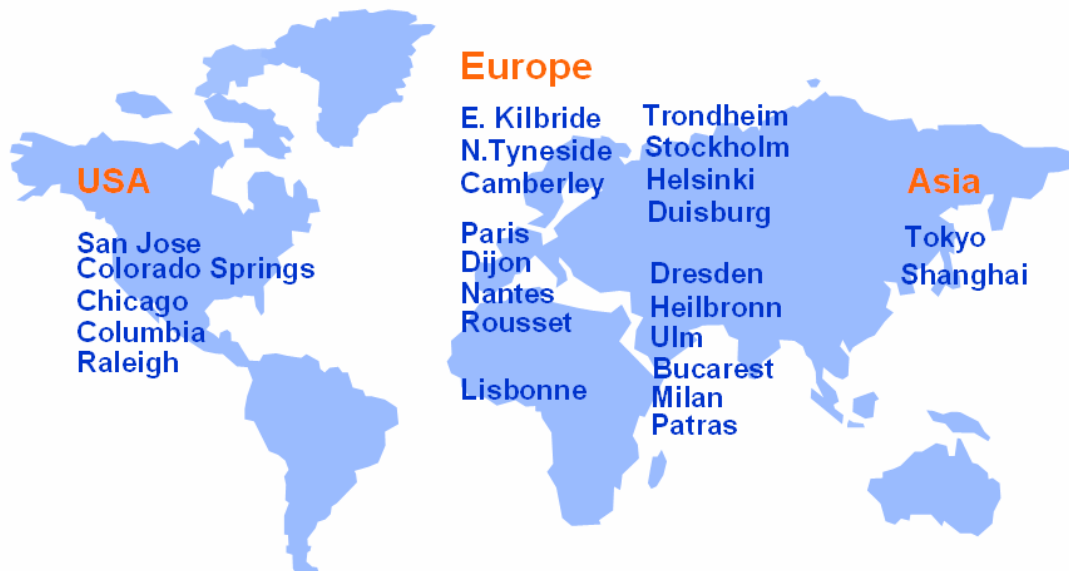 USA
San Jose
Colorado Springs
Chicago
Columbia
Raleigh
Europe
E. Kilbride
N.Tyneside
Camberley
Paris
Dijon
Nantes
Rousset
Lisbonne
Trondheim
Stockholm
Helsinki
Duisburg
Dresden
Heilbronn
Ulm
Bucarest
Milan
Patras
Asia
Tokyo
Shanghai